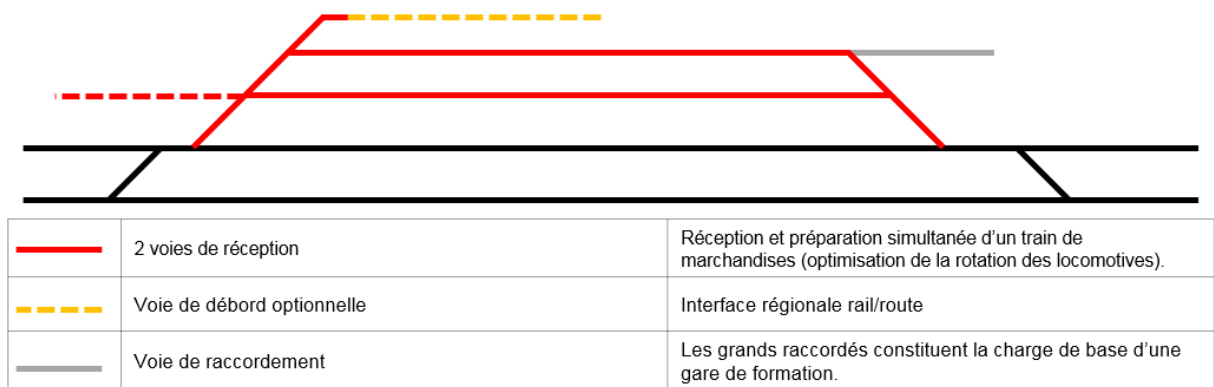 2 voies de réception
Réception et préparation simultanée d’un train de
marchandises (optimisation de la rotation des locomotives).
Voie de débord optionnelle
Interface régionale rail/route
Voie de raccordement
Les grands raccordés constituent la charge de base d’une
gare de formation.